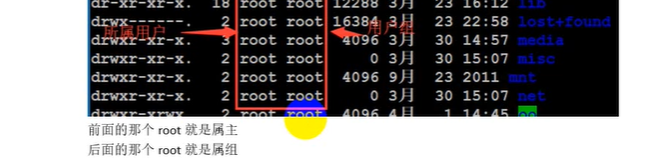 dr-xr-xr-x. 18 root root 12288 3月 23 16:12 lib
drwx------. 2 root root 16384 3月 23 22:58 lost+found
所属用户 用户组
drwxr-xr-x. 3 root root 4096 3月 30 14:57 media
drwxr-xr-x. 2 root root 0 3月 30 15:07 misc
drwxr-xr-x. 2 root root 4096 9月 23 2011 mnt
drwxr-xr-x. 2 root root 0 3月 30 15:07 net
drwxr-xrwx. 2 root root 4096 4月 1 14:45
前面的那个 root 就是属主
后面的那个 root 就是属组